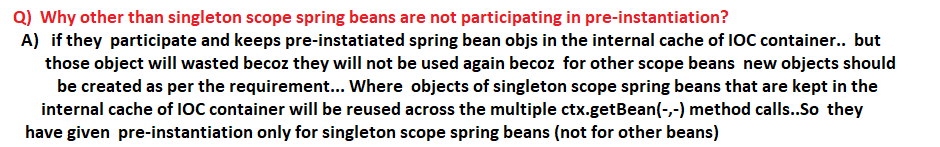 Q) Why other than singleton scope spring beans are not participating in pre-instantiation?
A) if they participate and keeps pre-instatiated spring bean objs in the internal cache of IOC container.. but
those object will wasted becoz they will not be used again becoz for other scope beans new objects should
be created as per the requirement... Where objects of singleton scope spring beans that are kept in the
internal cache of IOC container will be reused across the multiple ctx.getBean(-,-) method calls..So they
have given pre-instantiation only for singleton scope spring beans (not for other beans)